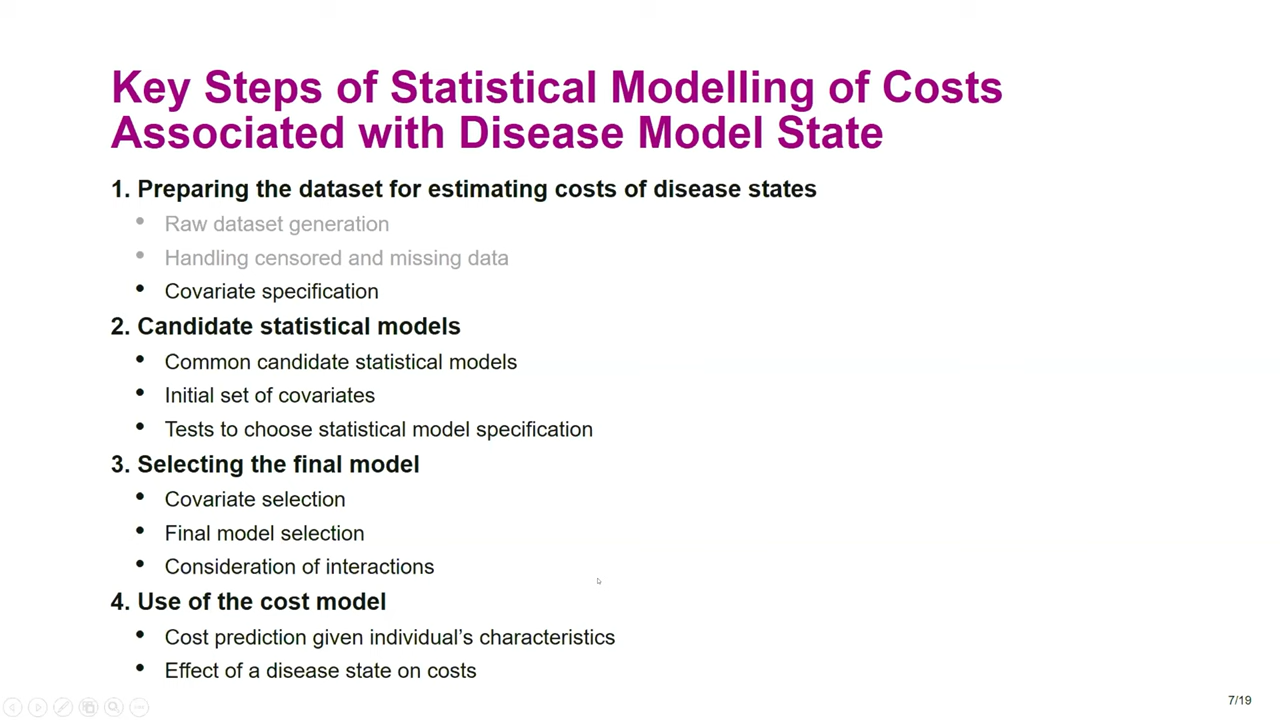 Key Steps of Statistical Modelling of Costs
Associated with Disease Model State
1. Preparing the dataset for estimating costs of disease states
• Raw dataset generation
• Handling censored and missing data
• Covariate specification
2. Candidate statistical models
• Common candidate statistical models
• Initial set of covariates
• Tests to choose statistical model specification
3. Selecting the final model
• Covariate selection
• Final model selection
• Consideration of interactions
4. Use of the cost model
• Cost prediction given individual’s characteristics
• Effect of a disease state on costs
7/19